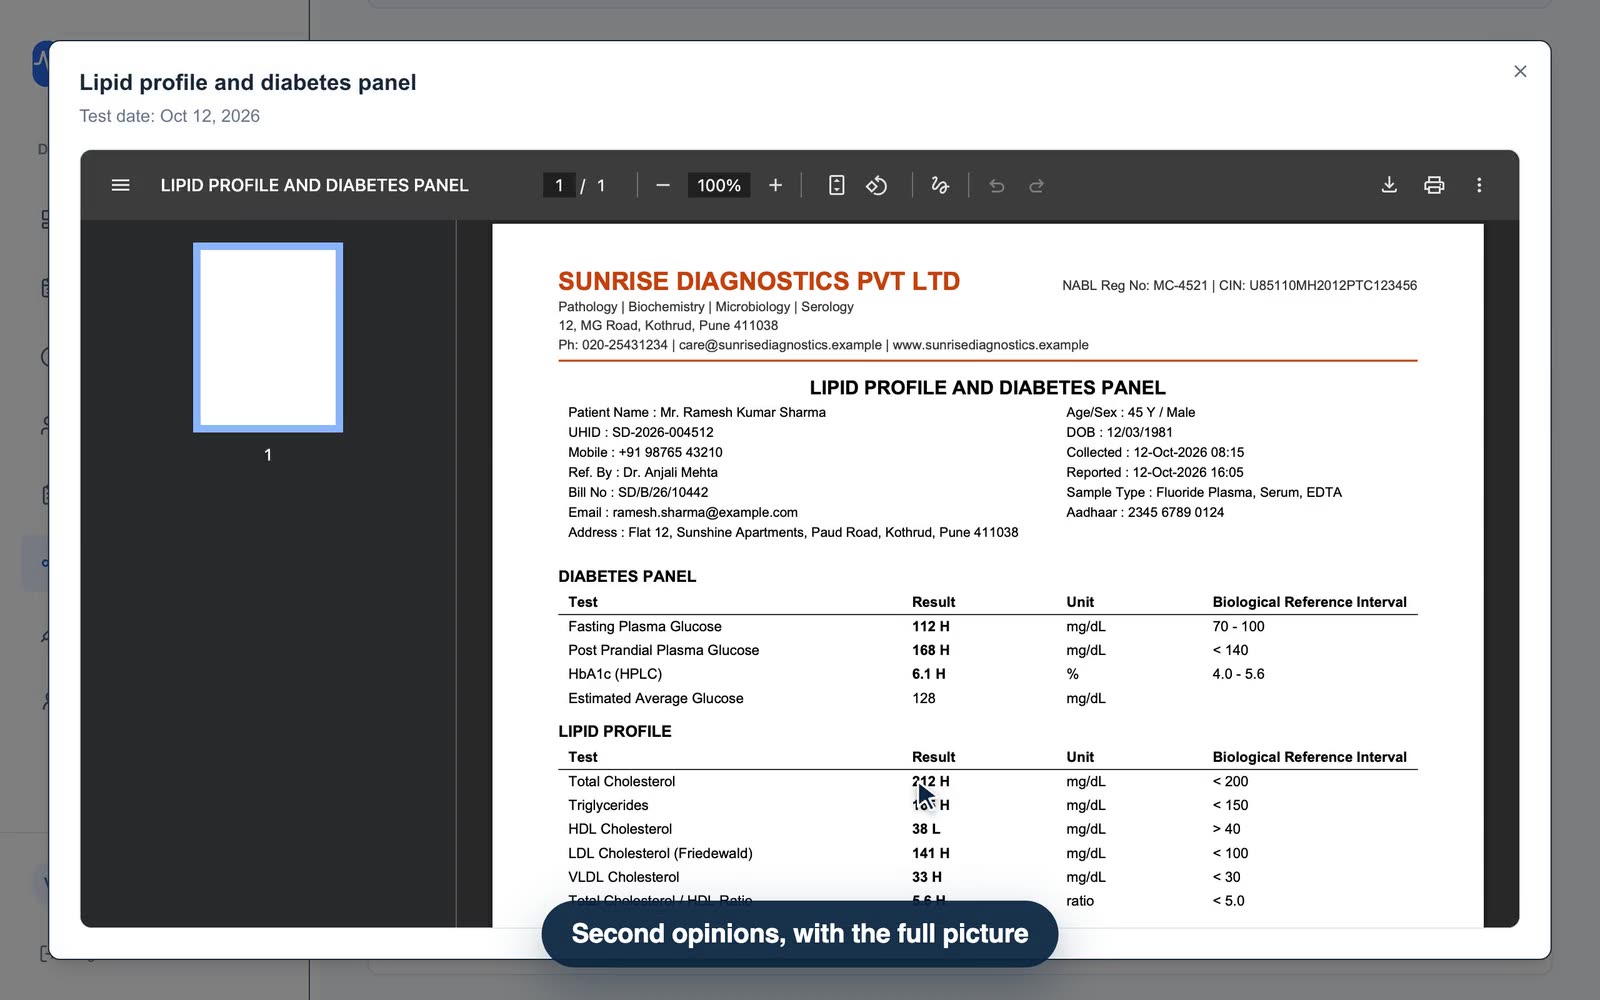 Lipid profile and diabetes panel
Test date: Oct 12, 2026
LIPID PROFILE AND DIABETES PANEL 1 / 1 100%
1
SUNRISE DIAGNOSTICS PVT LTD NABL Reg No: MC-4521 | CIN: U85110MH2012PTC123456
Pathology | Biochemistry | Microbiology | Serology
12, MG Road, Kothrud, Pune 411038
Ph: 020-25431234 | care@sunrisediagnostics.example | www.sunrisediagnostics.example
LIPID PROFILE AND DIABETES PANEL
Patient Name : Mr. Ramesh Kumar Sharma Age/Sex : 45 Y / Male
UHID : SD-2026-004512 DOB : 12/03/1981
Mobile : +91 98765 43210 Collected : 12-Oct-2026 08:15
Ref. By : Dr. Anjali Mehta Reported : 12-Oct-2026 16:05
Bill No : SD/B/26/10442 Sample Type : Fluoride Plasma, Serum, EDTA
Email : ramesh.sharma@example.com Aadhaar : 2345 6789 0124
Address : Flat 12, Sunshine Apartments, Paud Road, Kothrud, Pune 411038
DIABETES PANEL
Test Result Unit Biological Reference Interval
Fasting Plasma Glucose 112 H mg/dL 70 - 100
Post Prandial Plasma Glucose 168 H mg/dL < 140
HbA1c (HPLC) 6.1 H % 4.0 - 5.6
Estimated Average Glucose 128 mg/dL
LIPID PROFILE
Test Result Unit Biological Reference Interval
Total Cholesterol 212 H mg/dL < 200
Triglycerides H mg/dL < 150
HDL Cholesterol 38 L mg/dL > 40
LDL Cholesterol (Friedewald) 141 H mg/dL < 100
VLDL Cholesterol 33 H mg/dL < 30
Total Cholesterol / HDL Ratio 5.6 H ratio < 5.0
Second opinions, with the full picture